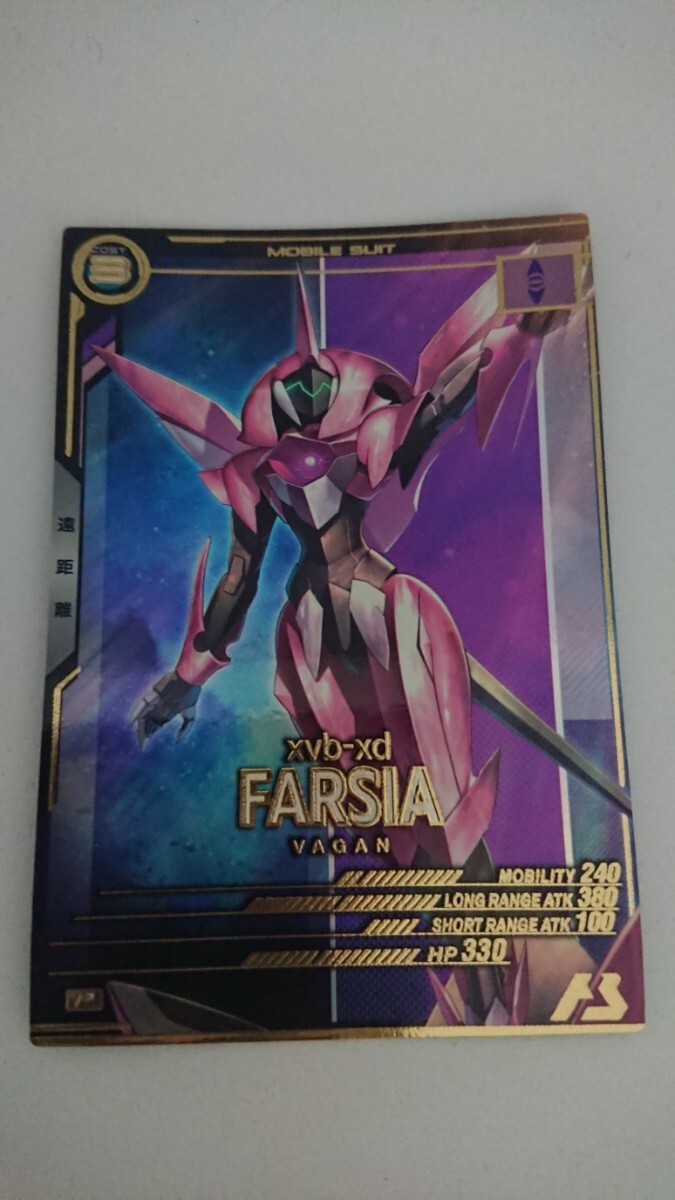 COST
3
MOBILE SUIT
遠距離
xvb-xd
FARSIA
VAGAN
MOBILITY 240
LONG RANGE ATK 380
SHORT RANGE ATK 100
HP 330
AB